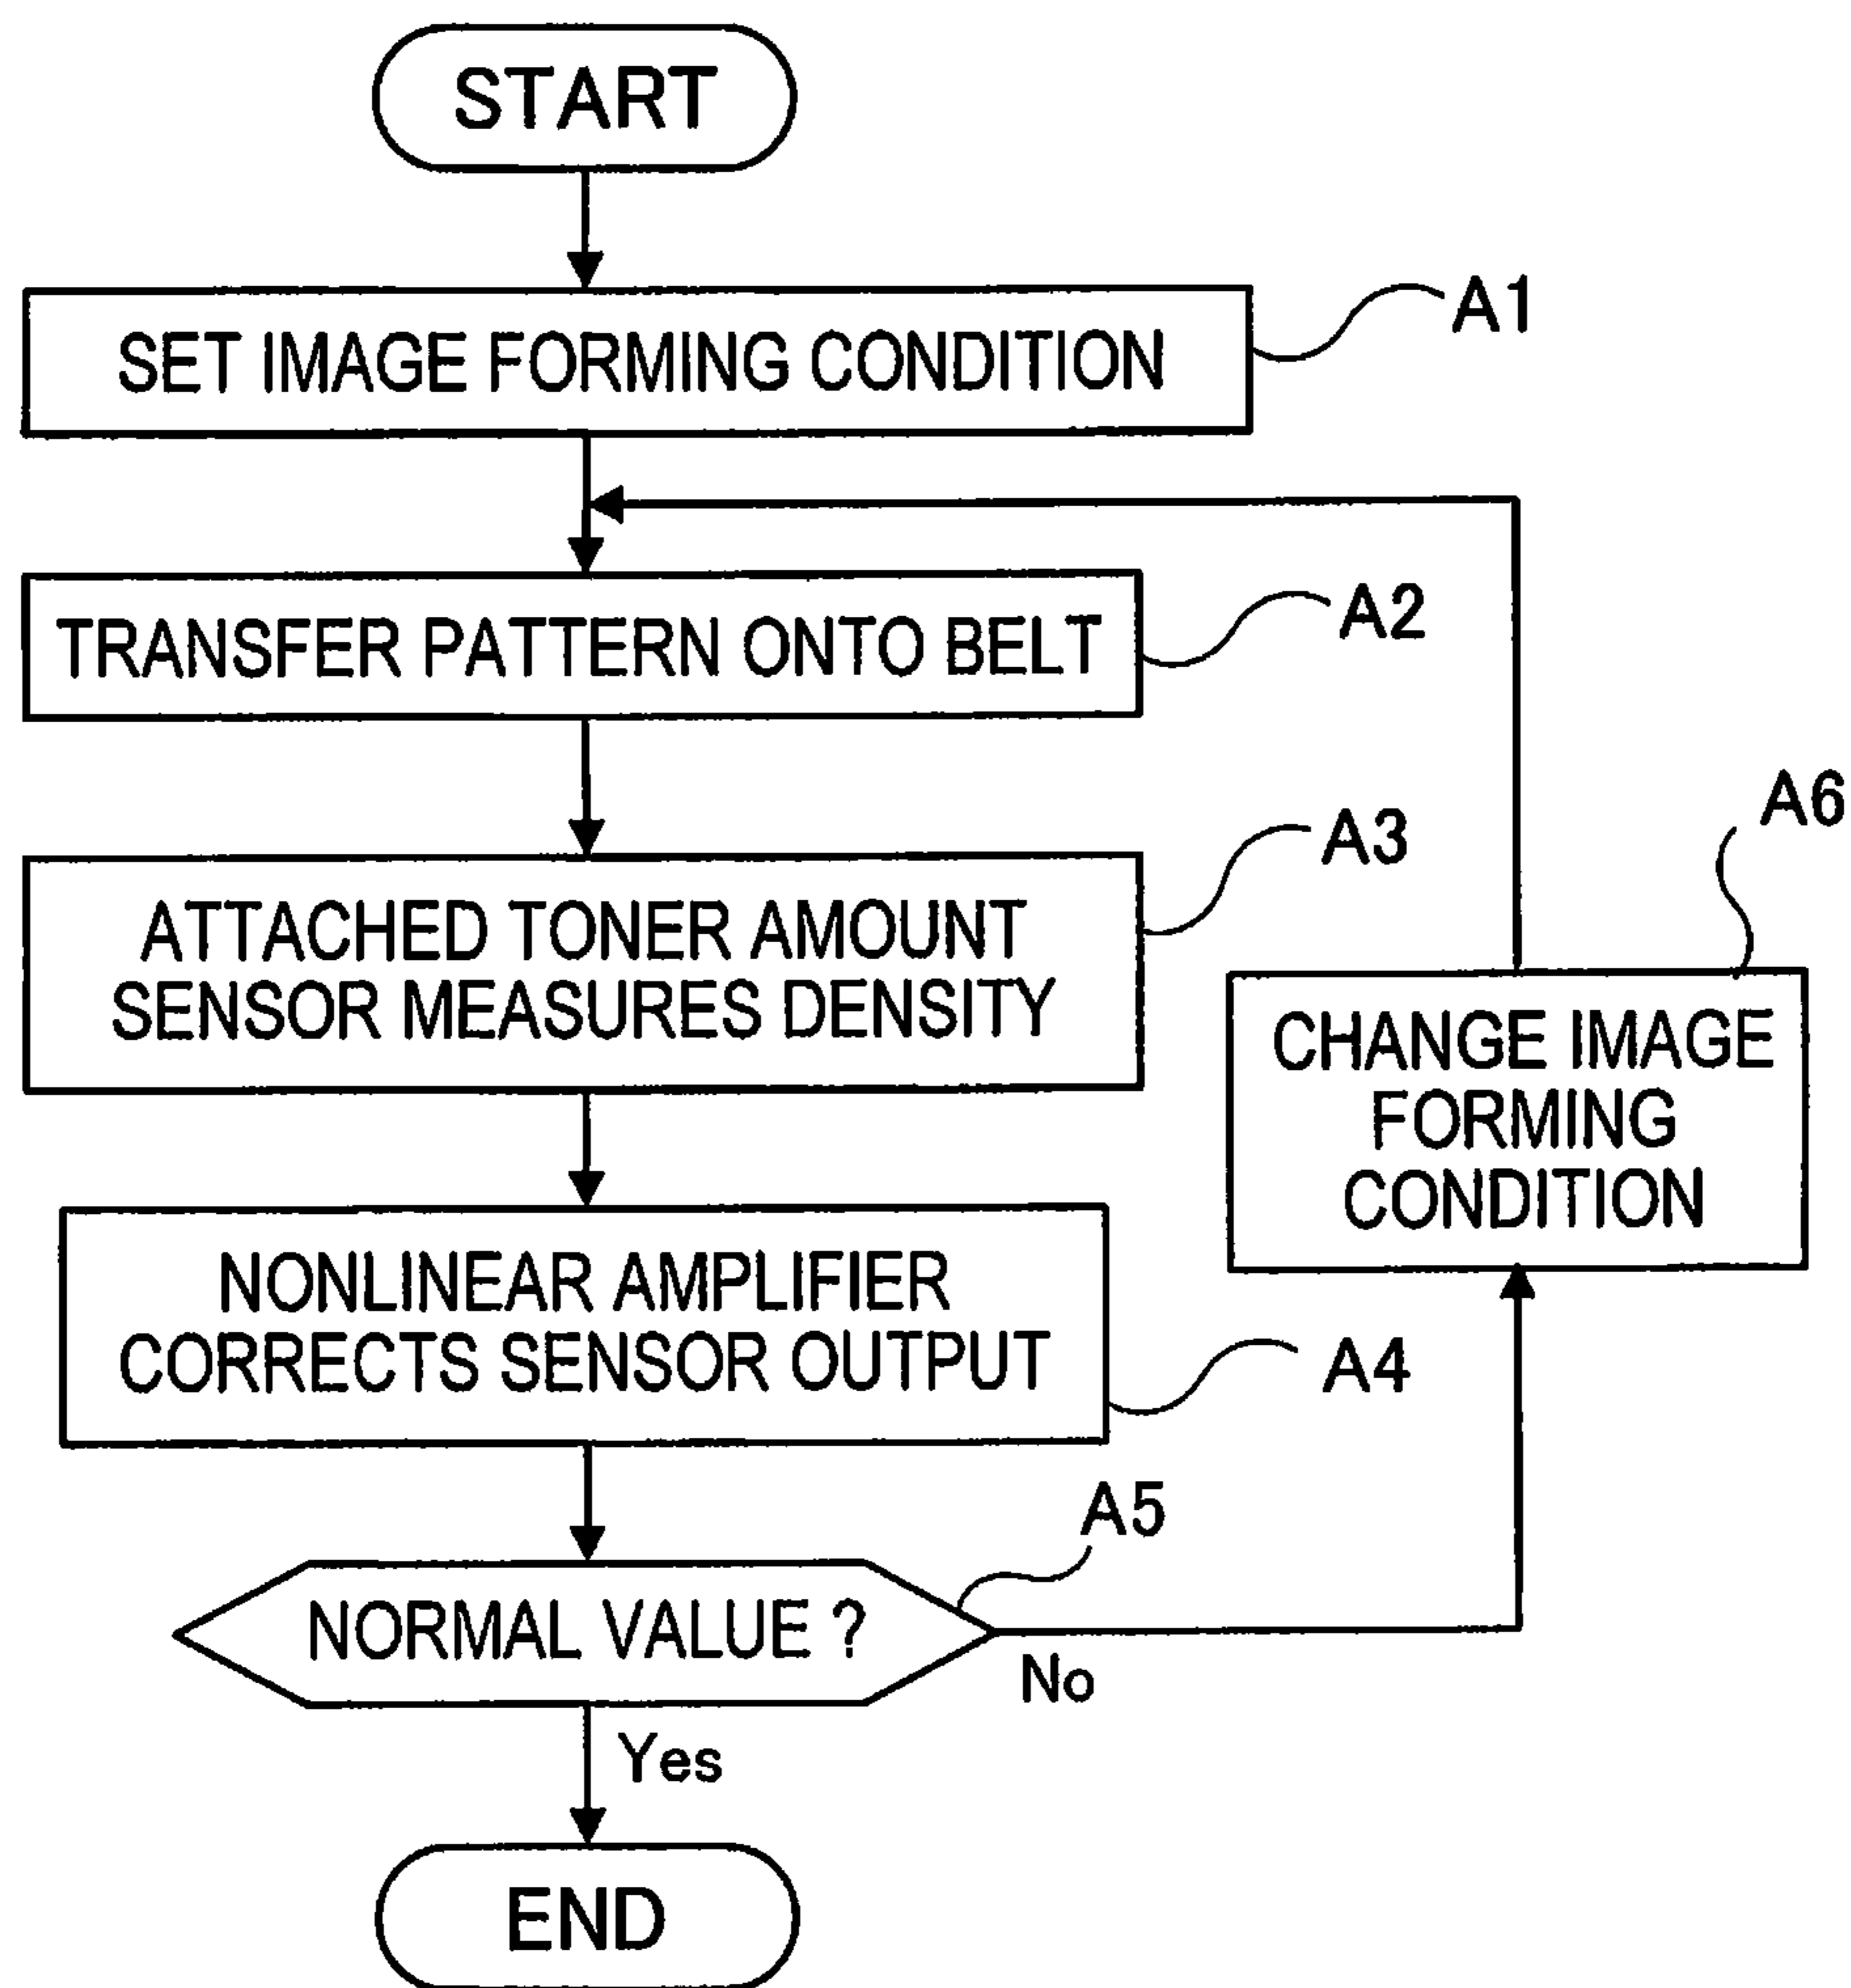 START
SET IMAGE FORMING CONDITION
A1
TRANSFER PATTERN ONTO BELT
A2
ATTACHED TONER AMOUNT
SENSOR MEASURES DENSITY
A3
NONLINEAR AMPLIFIER
CORRECTS SENSOR OUTPUT
A4
NORMAL VALUE ?
A5
No
Yes
CHANGE IMAGE
FORMING
CONDITION
A6
END